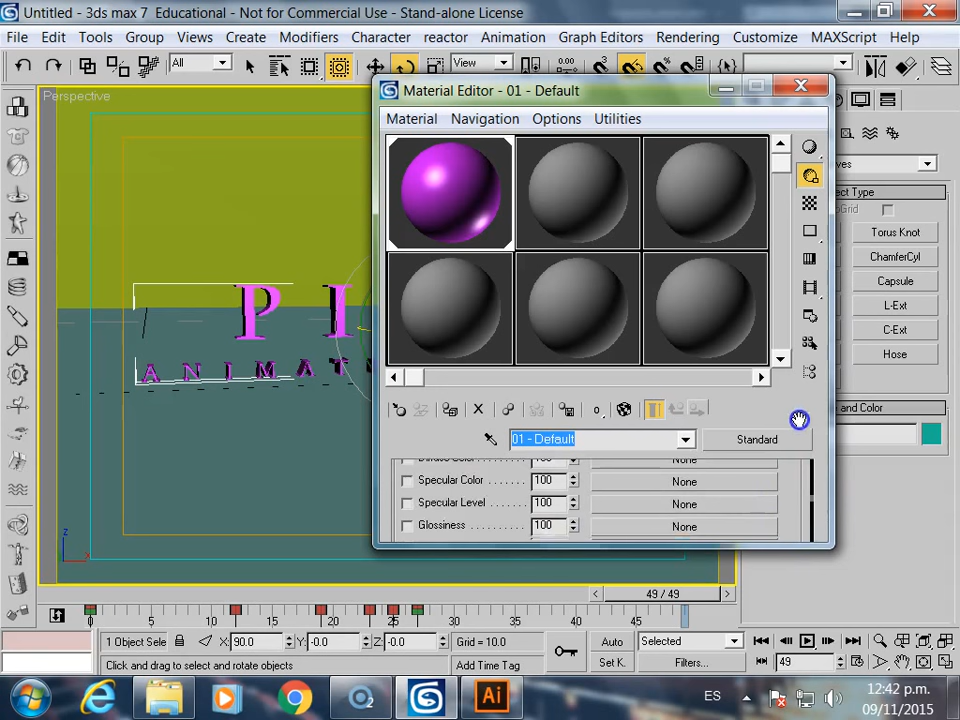 Untitled - 3ds max 7 Educational - Not for Commercial Use - Stand-alone License
File Edit Tools Group Views Create Modifiers Character reactor Animation Graph Editors Rendering Customize MAXScript Help
All
View
Perspective
Material Editor - 01 - Default
Material Navigation Options Utilities
01 - Default
Standard
None
Specular Color 100 None
Specular Level 100 None
Glossiness 100 None
ect Type
Torus Knot
ChamferCyl
Capsule
L-Ext
C-Ext
Hose
and Color
P I
A N I M A T
z
x
49 / 49
0 5 10 15 20 25 30 35 40 45
1 Object Sele X: 90.0 Y: -0.0 Z: -0.0 Grid = 10.0 Auto Selected
Click and drag to select and rotate objects Add Time Tag Set K. Filters... 49
ES
12:42 p.m.
09/11/2015